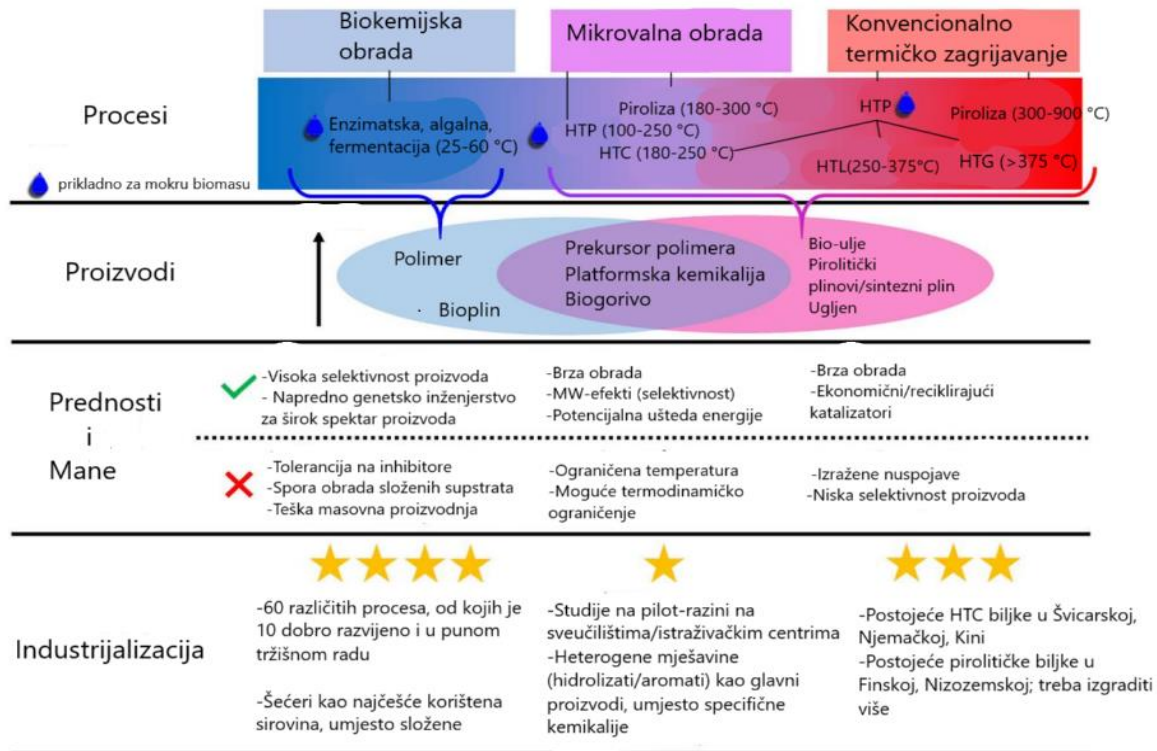 Biokemijska
obrada
Mikrovalna obrada
Konvencionalno
termičko zagrijavanje
Procesi
Enzimatska, algalna,
fermentacija (25-60 °C)
Piroliza (180-300 °C)
HTP (100-250 °C)
HTC (180-250 °C)
HTP
Piroliza (300-900 °C)
HTL(250-375°C)
HTG (>375 °C)
prikladno za mokru biomasu
Proizvodi
Polimer
. Bioplin
Prekursor polimera
Platformska kemikalija
Biogorivo
Bio-ulje
Pirolitički
plinovi/sintezni plin
Ugljen
Prednosti
i
Mane
-Visoka selektivnost proizvoda
- Napredno genetsko inženjerstvo
za širok spektar proizvoda
-Brza obrada
-MW-efekti (selektivnost)
-Potencijalna ušteda energije
-Brza obrada
-Ekonomični/reciklirajući
katalizatori
-Tolerancija na inhibitore
-Spora obrada složenih supstrata
-Teška masovna proizvodnja
-Ograničena temperatura
-Moguće termodinamičko
ograničenje
-Izražene nuspojave
-Niska selektivnost proizvoda
Industrijalizacija
-60 različitih procesa, od kojih je
10 dobro razvijeno i u punom
tržišnom radu
-Šećeri kao najčešće korištena
sirovina, umjesto složene
-Studije na pilot-razini na
sveučilištima/istraživačkim centrima
-Heterogene mješavine
(hidrolizati/aromati) kao glavni
proizvodi, umjesto specifične
kemikalije
-Postojeće HTC biljke u Švicarskoj,
Njemačkoj, Kini
-Postojeće pirolitičke biljke u
Finskoj, Nizozemskoj; treba izgraditi
više